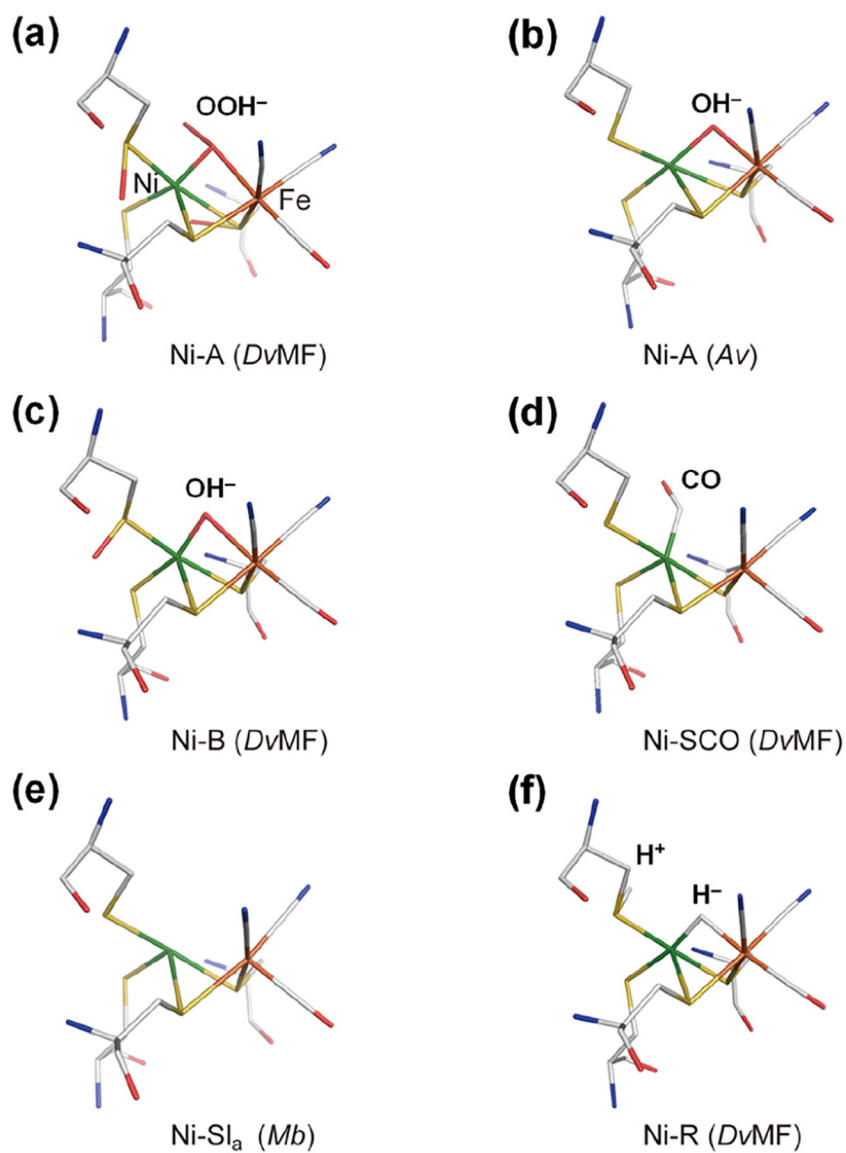 (a)
(b)
OOH⁻
Ni
Fe
OH⁻
Ni-A (DvMF)
Ni-A (Av)
(c)
(d)
OH⁻
CO
Ni-B (DvMF)
Ni-SCO (DvMF)
(e)
(f)
H⁺
H⁻
Ni-SIₐ (Mb)
Ni-R (DvMF)